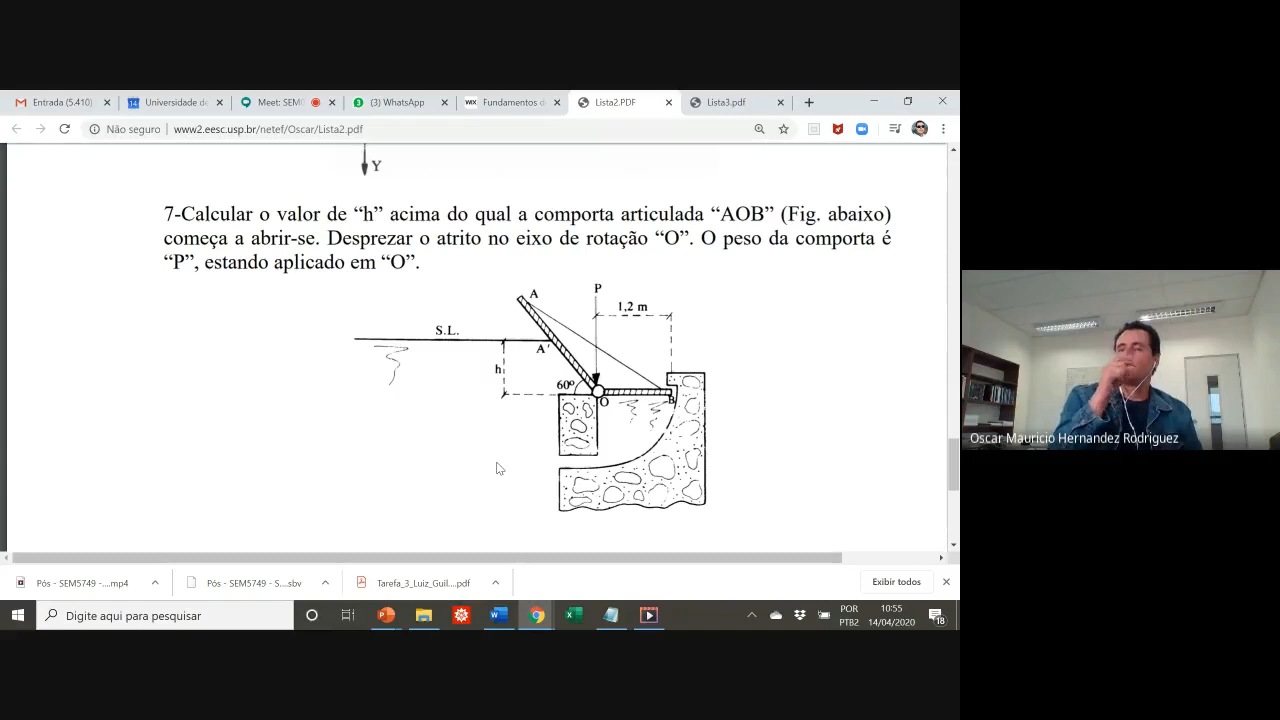 Entrada (5.410)
Universidade de
Meet: SEM(
(3) WhatsApp
WIX
Fundamentos d
Lista2.PDF
Lista3.pdf
Não seguro
www2.eesc.usp.br/netef/Oscar/Lista2.pdf
Y
7-Calcular o valor de “h” acima do qual a comporta articulada “AOB” (Fig. abaixo)
começa a abrir-se. Desprezar o atrito no eixo de rotação “O”. O peso da comporta é
“P”, estando aplicado em “O”.
A
P
1,2 m
S.L.
A'
h
60º
O
B
Oscar Mauricio Hernandez Rodriguez
Pós - SEM5749 -....mp4
Pós - SEM5749 - S....sbv
Tarefa_3_Luiz_Guil....pdf
Exibir todos
Digite aqui para pesquisar
POR
PTB2
10:55
14/04/2020
18